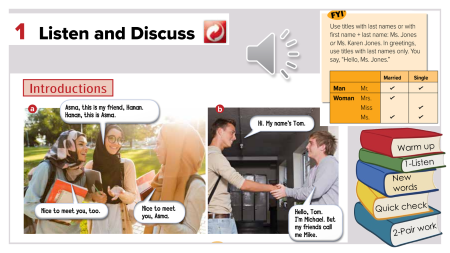 1 Listen and Discuss
FYI
Use titles with last names or with
first name + last name: Ms. Jones
or Ms. Karen Jones. In greetings,
use titles with last names only. You
say, "Hello, Ms. Jones."
Married Single
Man Mr. ✓ ✓
Woman Mrs. ✓
Miss ✓
Ms. ✓ ✓
Introductions
a
Asma, this is my friend, Hanan.
Hanan, this is Asma.
Nice to meet you, too.
Nice to meet
you, Asma.
b
Hi. My name's Tom.
Hello, Tom.
I'm Michael. But
my friends call
me Mike.
Warm up
1-Listen
New
words
Quick check
2-Pair work